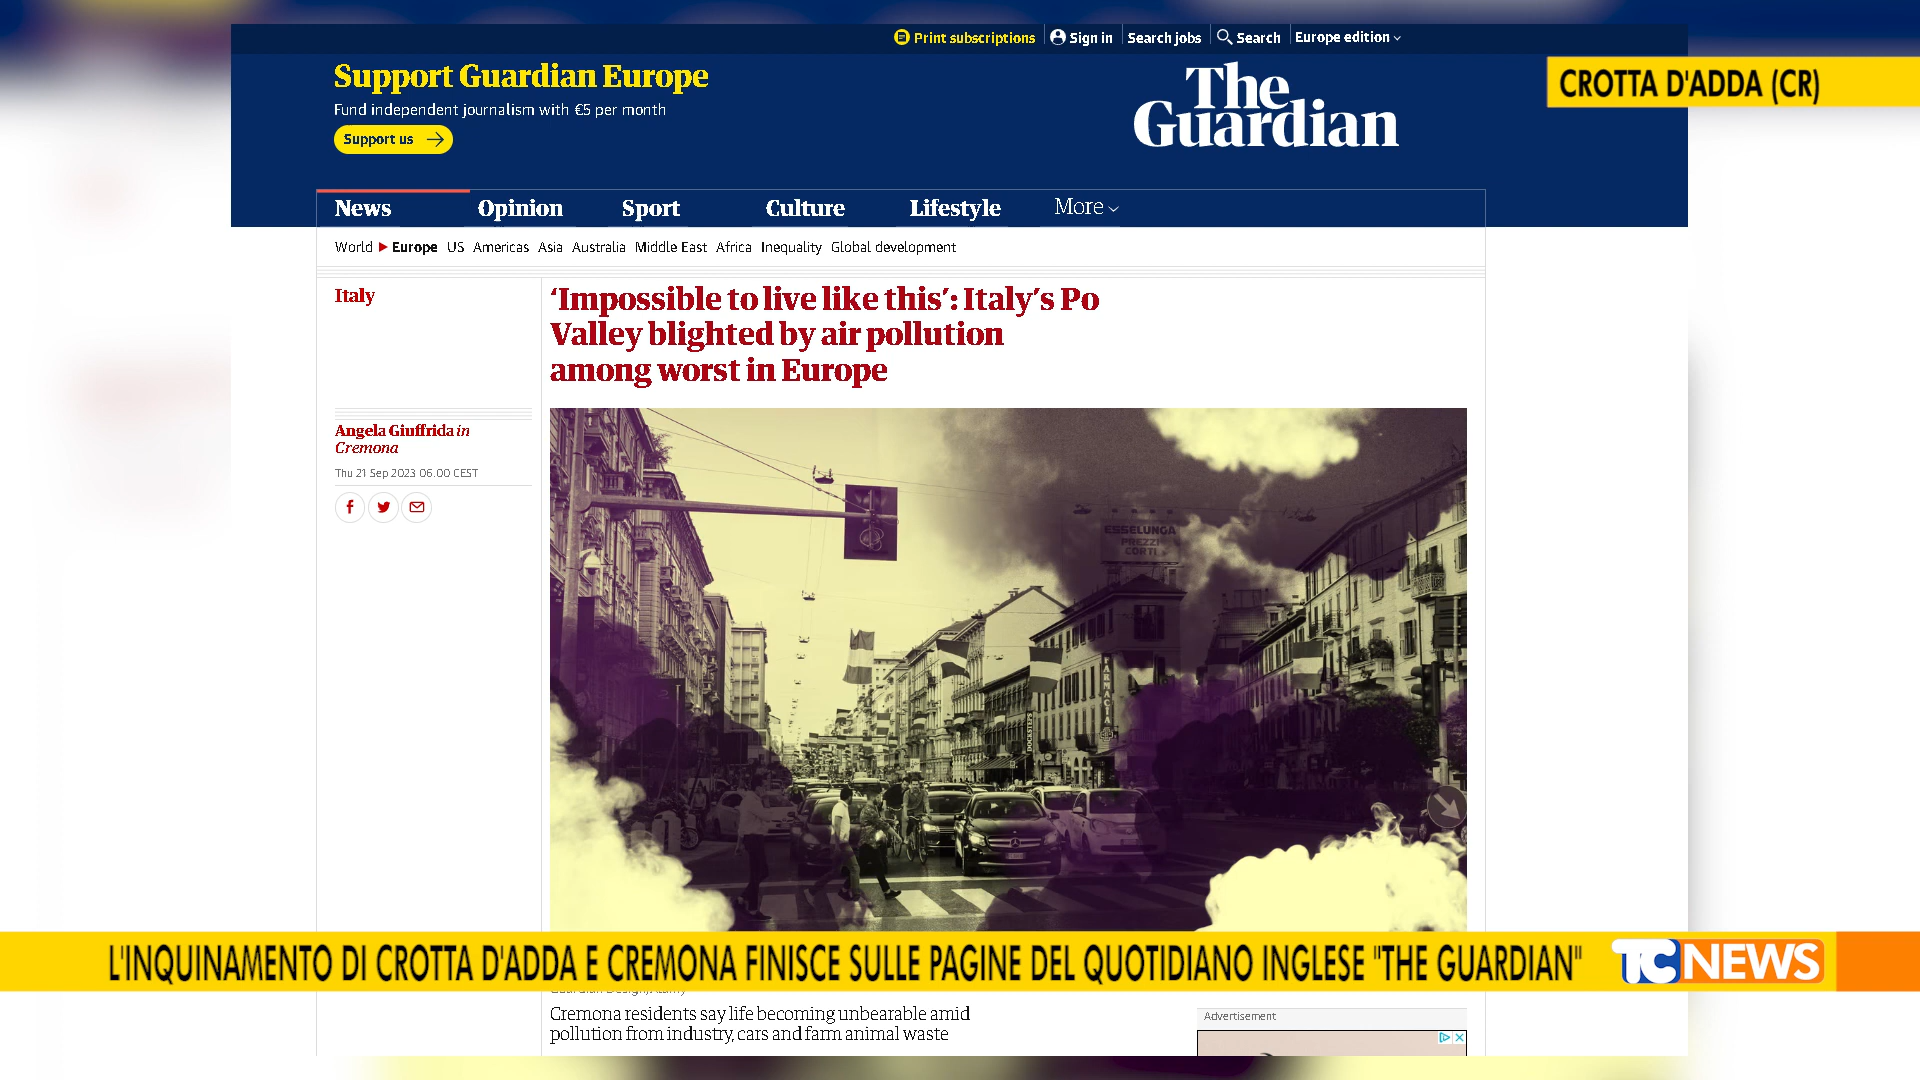 Print subscriptions
Sign in
Search jobs
Search
Europe edition
Support Guardian Europe
Fund independent journalism with €5 per month
Support us
The
Guardian
CROTTA D'ADDA (CR)
News
Opinion
Sport
Culture
Lifestyle
More
World
Europe
US
Americas
Asia
Australia
Middle East
Africa
Inequality
Global development
Italy
‘Impossible to live like this’: Italy’s Po
Valley blighted by air pollution
among worst in Europe
Angela Giuffrida in
Cremona
Thu 21 Sep 2023 06.00 CEST
ESSELUNGA
PREZZI
CORTI
FARMACIA
L'INQUINAMENTO DI CROTTA D'ADDA E CREMONA FINISCE SULLE PAGINE DEL QUOTIDIANO INGLESE "THE GUARDIAN"
TC NEWS
Cremona residents say life becoming unbearable amid
pollution from industry, cars and farm animal waste
Advertisement